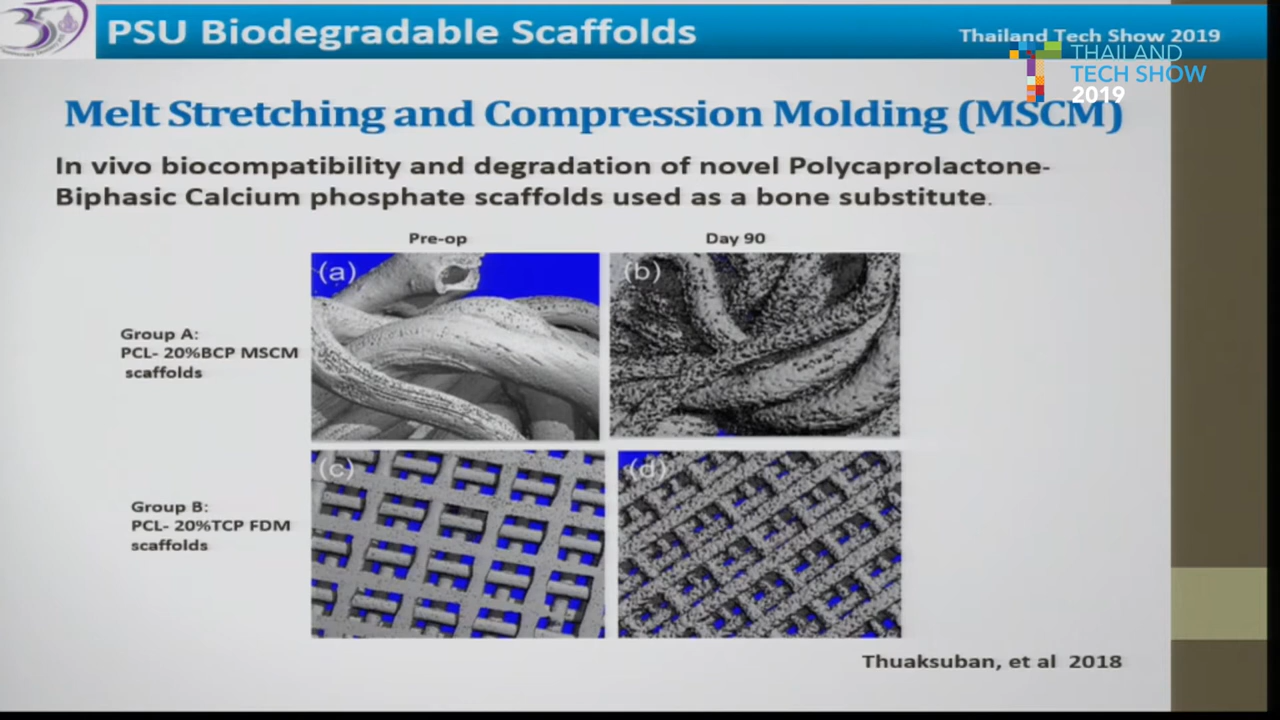 35
PSU Biodegradable Scaffolds
Thailand Tech Show 2019
THAILAND
TECH SHOW
2019
Melt Stretching and Compression Molding (MSCM)
In vivo biocompatibility and degradation of novel Polycaprolactone-
Biphasic Calcium phosphate scaffolds used as a bone substitute.
Pre-op
Day 90
(a)
(b)
Group A:
PCL- 20%BCP MSCM
scaffolds
(c)
(d)
Group B:
PCL- 20%TCP FDM
scaffolds
Thuaksuban, et al 2018